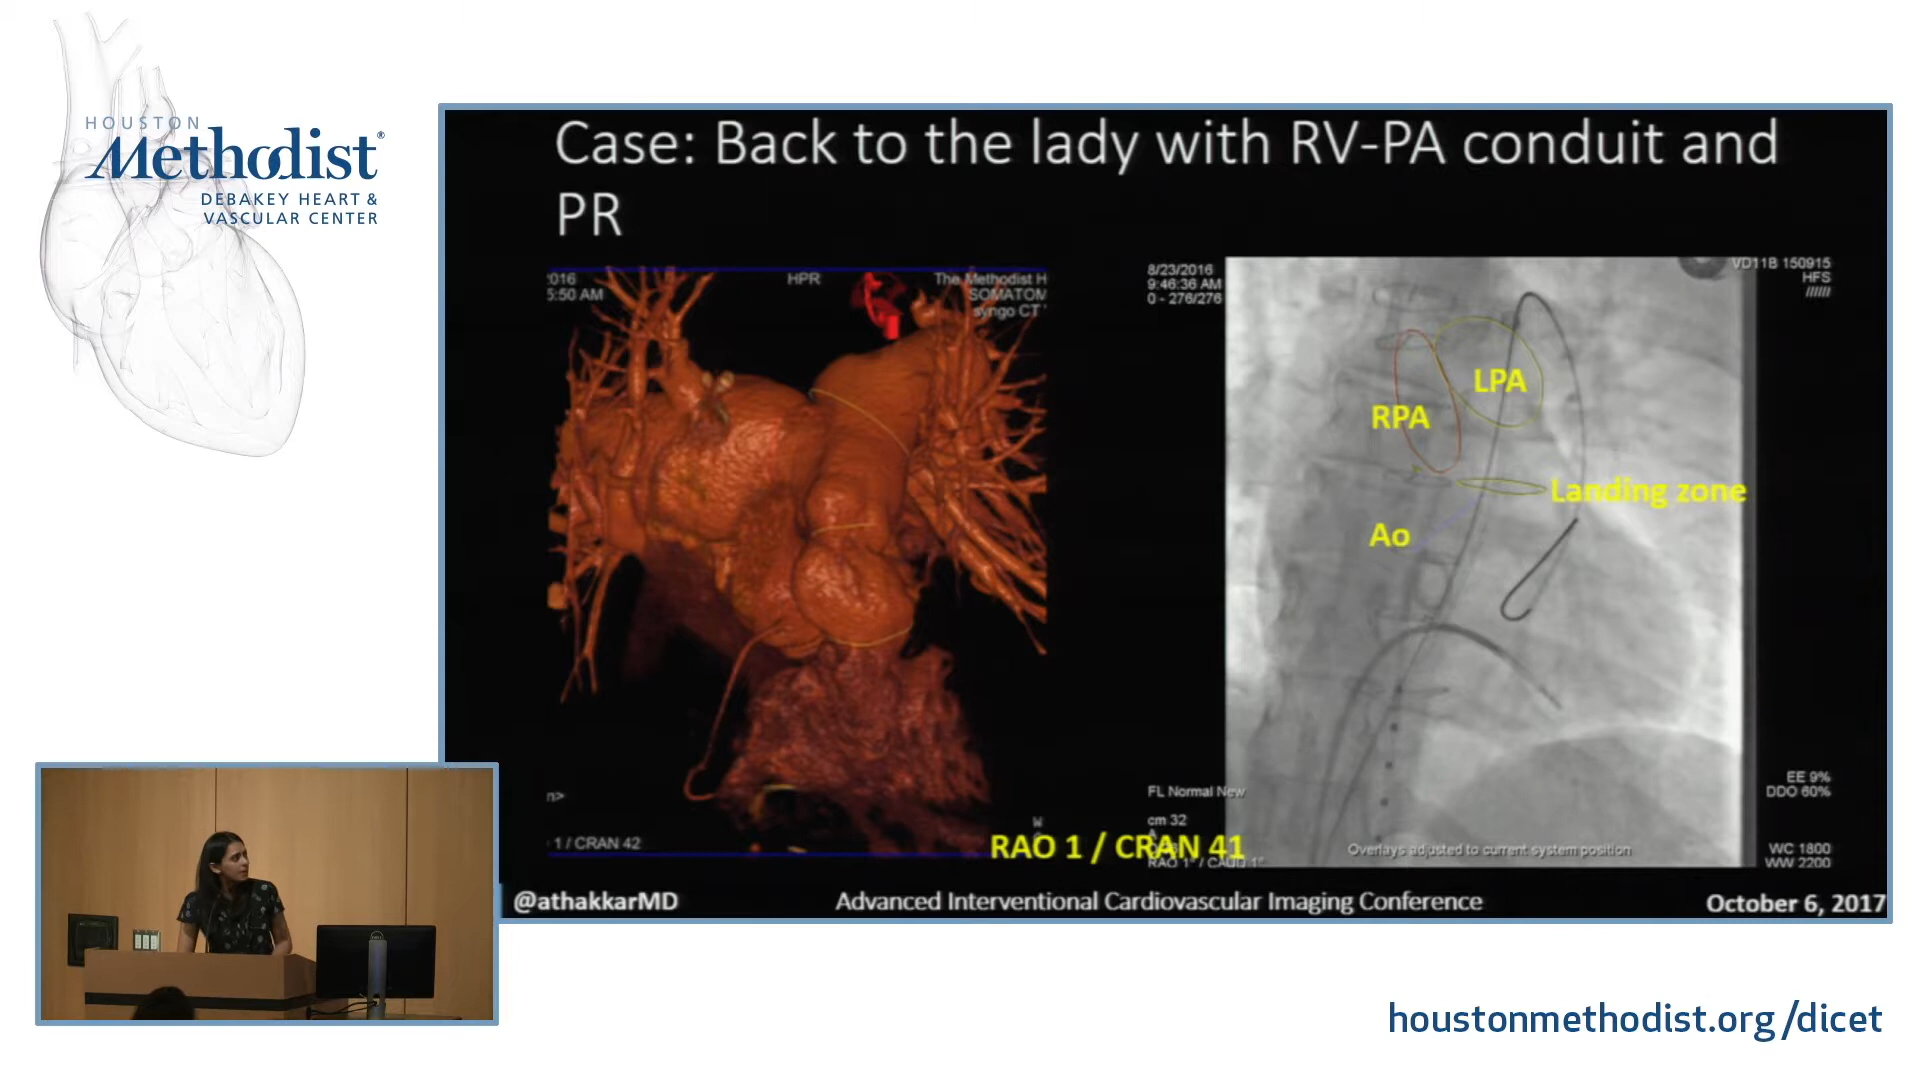 HOUSTON
Methodist®
DEBAKEY HEART &
VASCULAR CENTER
Case: Back to the lady with RV-PA conduit and
PR
:016
5:50 AM
HPR
The Methodist H
SOMATOM
syngo CT
1 / CRAN 42
8/23/2016
9:46:36 AM
0 - 276/276
VD11B 150915
HFS
//////
LPA
RPA
Landing zone
Ao
FL Normal New
cm 32
EE 9%
DDO 60%
RAO 1 / CRAN 41
Overlays adjusted to current system position
WC 1800
WW 2200
@athakkarMD
Advanced Interventional Cardiovascular Imaging Conference
October 6, 2017
houstonmethodist.org/dicet